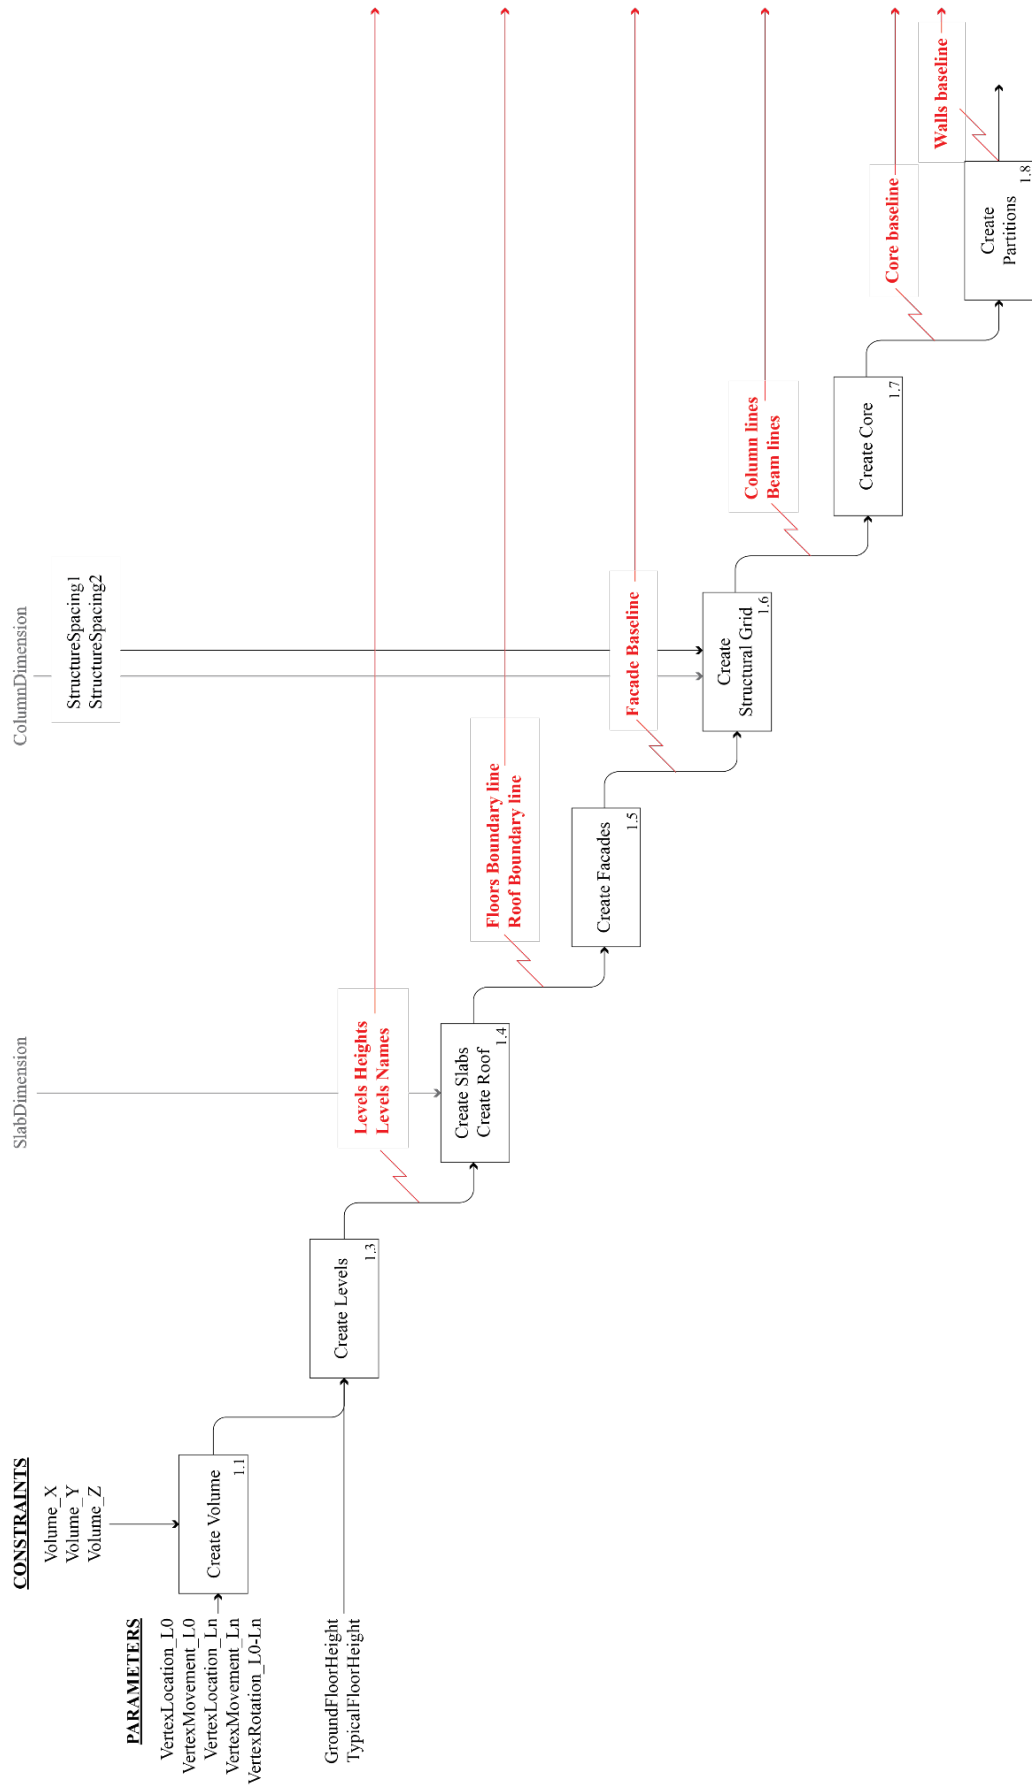 CONSTRAINTS
Volume_X
Volume_Y
Volume_Z
SlabDimension
ColumnDimension
StructureSpacing1
StructureSpacing2
PARAMETERS
VertexLocation_L0
VertexMovement_L0
VertexLocation_Ln
VertexMovement_Ln
VertexRotation_L0-Ln
Create Volume
1.1
GroundFloorHeight
TypicalFloorHeight
Create Levels
1.3
Levels Heights
Levels Names
Create Slabs
Create Roof
1.4
Floors Boundary line
Roof Boundary line
Create Facades
1.5
Facade Baseline
Create
Structural Grid
1.6
Column lines
Beam lines
Create Core
1.7
Core baseline
Walls baseline
Create
Partitions
1.8